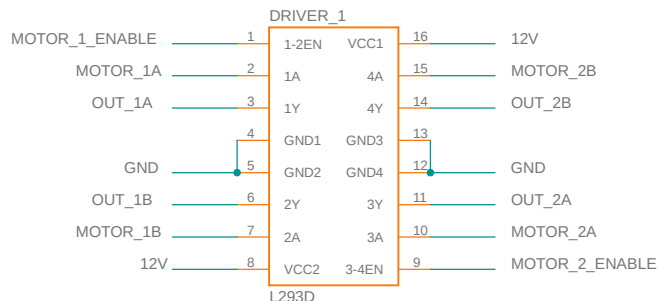 DRIVER_1
MOTOR_1_ENABLE 1 1-2EN VCC1 16 12V
MOTOR_1A 2 1A 4A 15 MOTOR_2B
OUT_1A 3 1Y 4Y 14 OUT_2B
4 GND1 GND3 13
GND 5 GND2 GND4 12 GND
OUT_1B 6 2Y 3Y 11 OUT_2A
MOTOR_1B 7 2A 3A 10 MOTOR_2A
12V 8 VCC2 3-4EN 9 MOTOR_2_ENABLE
L293D